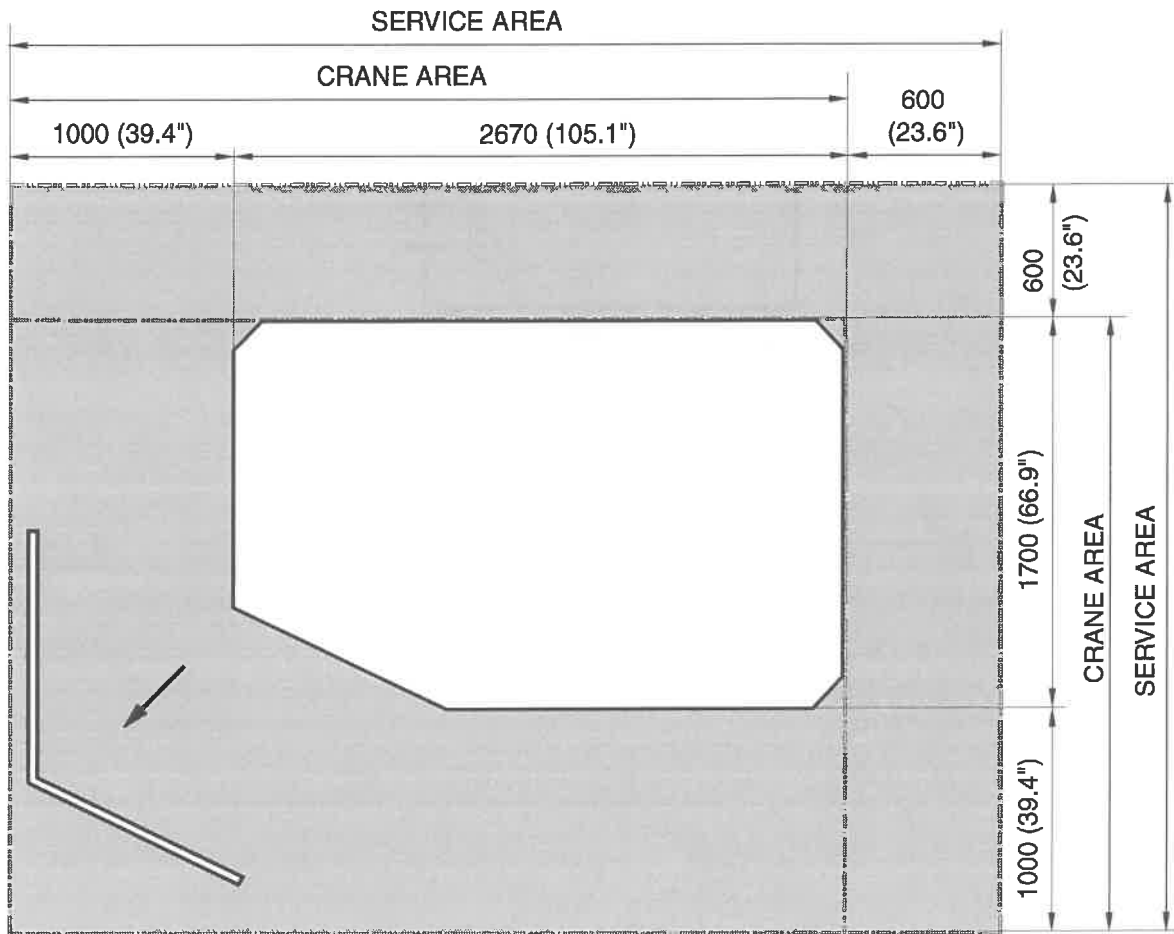 SERVICE AREA
CRANE AREA
1000 (39.4")
2670 (105.1")
600
(23.6")
600
(23.6")
1700 (66.9")
CRANE AREA
SERVICE AREA
1000 (39.4")